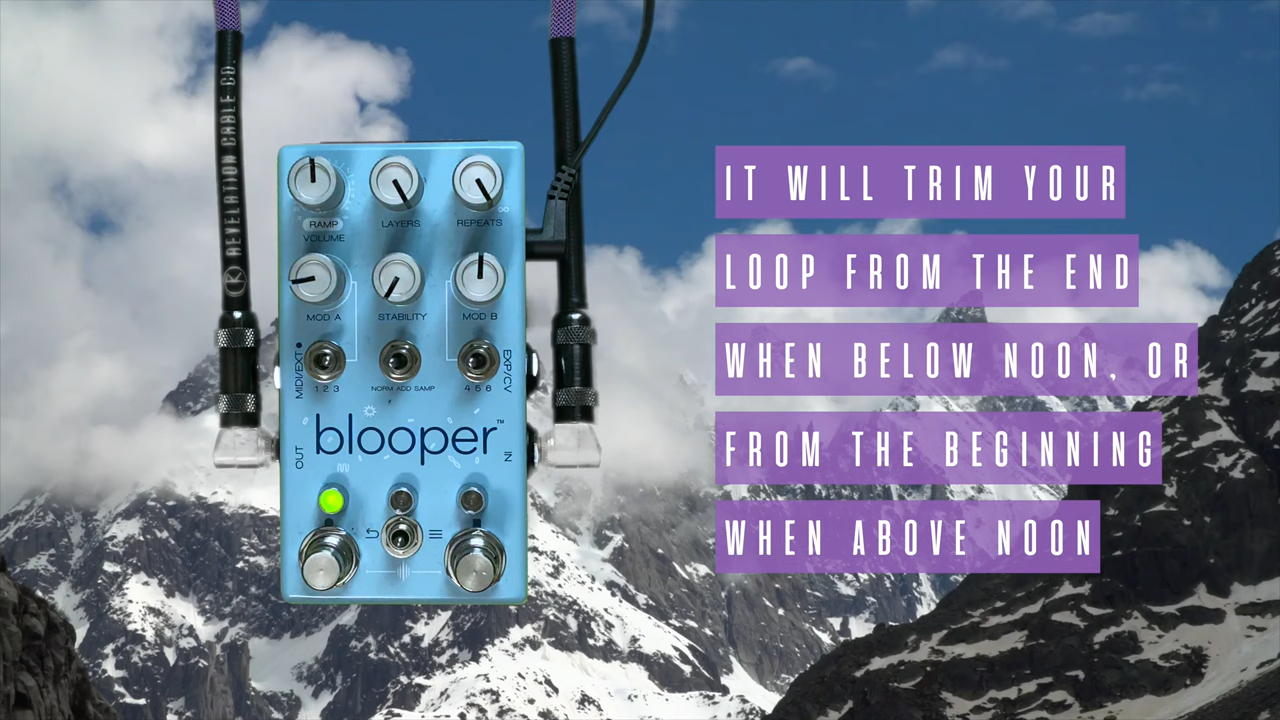 REVELATION CABLE CO.
RAMP
VOLUME
LAYERS
REPEATS
∞
MOD A
STABILITY
MOD B
MIDI/EXT
EXP/CV
1 2 3
NORM ADD SAMP
4 5 6
blooper™
OUT
IN
IT WILL TRIM YOUR
LOOP FROM THE END
WHEN BELOW NOON, OR
FROM THE BEGINNING
WHEN ABOVE NOON